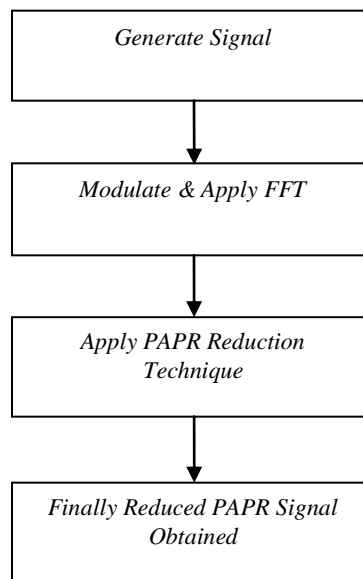 Generate Signal
Modulate & Apply FFT
Apply PAPR Reduction
Technique
Finally Reduced PAPR Signal
Obtained